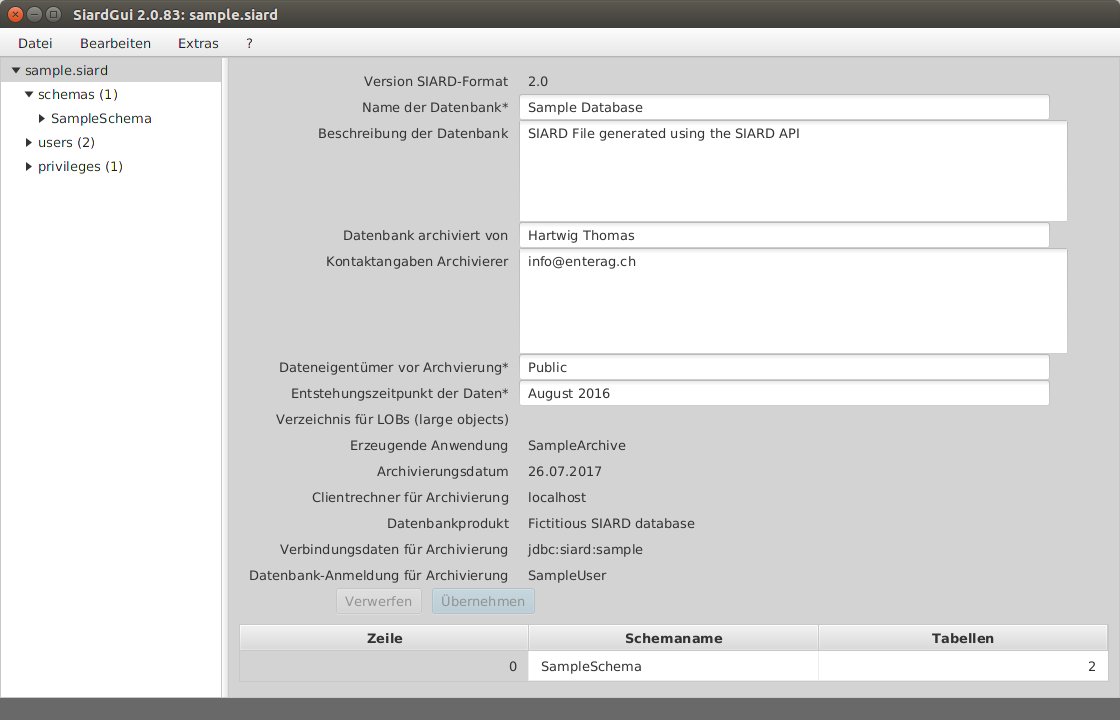 SiardGui 2.0.83: sample.siard
Datei Bearbeiten Extras ?
sample.siard
schemas (1)
SampleSchema
users (2)
privileges (1)
Version SIARD-Format 2.0
Name der Datenbank* Sample Database
Beschreibung der Datenbank SIARD File generated using the SIARD API
Datenbank archiviert von Hartwig Thomas
Kontaktangaben Archivierer info@enterag.ch
Dateneigentümer vor Archvierung* Public
Entstehungszeitpunkt der Daten* August 2016
Verzeichnis für LOBs (large objects)
Erzeugende Anwendung SampleArchive
Archivierungsdatum 26.07.2017
Clientrechner für Archivierung localhost
Datenbankprodukt Fictitious SIARD database
Verbindungsdaten für Archivierung jdbc:siard:sample
Datenbank-Anmeldung für Archivierung SampleUser
Verwerfen Übernehmen
Zeile Schemaname Tabellen
0 SampleSchema 2